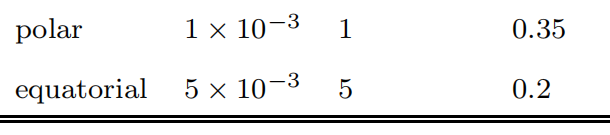 polar 1 × 10⁻³ 1 0.35
equatorial 5 × 10⁻³ 5 0.2